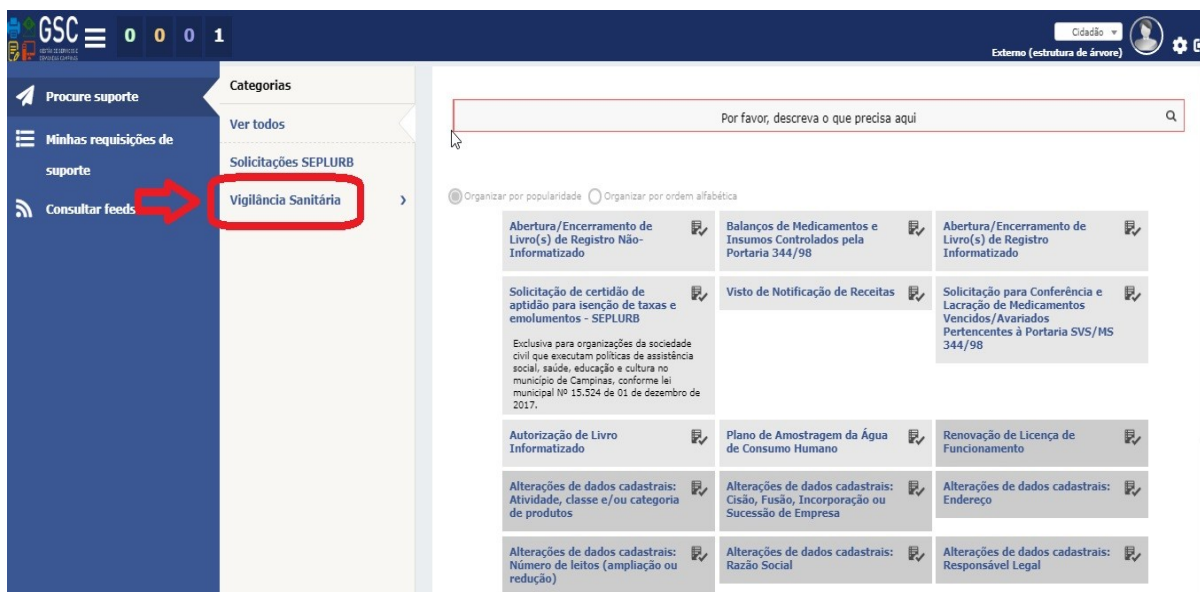 GSC
0 0 0 1
Cidadão
Externo (estrutura de árvore)
Procure suporte
Minhas requisições de
suporte
Consultar feeds
Categorias
Ver todos
Solicitações SEPLURB
Vigilância Sanitária
Por favor, descreva o que precisa aqui
Organizar por popularidade Organizar por ordem alfabética
Abertura/Encerramento de
Livro(s) de Registro Não-
Informatizado
Balanços de Medicamentos e
Insumos Controlados pela
Portaria 344/98
Abertura/Encerramento de
Livro(s) de Registro
Informatizado
Solicitação de certidão de
aptidão para isenção de taxas e
emolumentos - SEPLURB
Exclusiva para organizações da sociedade
civil que executam políticas de assistência
social, saúde, educação e cultura no
município de Campinas, conforme lei
municipal Nº 15.524 de 01 de dezembro de
2017.
Visto de Notificação de Receitas
Solicitação para Conferência e
Lacração de Medicamentos
Vencidos/Avariados
Pertencentes à Portaria SVS/MS
344/98
Autorização de Livro
Informatizado
Plano de Amostragem da Água
de Consumo Humano
Renovação de Licença de
Funcionamento
Alterações de dados cadastrais:
Atividade, classe e/ou categoria
de produtos
Alterações de dados cadastrais:
Cisão, Fusão, Incorporação ou
Sucessão de Empresa
Alterações de dados cadastrais:
Endereço
Alterações de dados cadastrais:
Número de leitos (ampliação ou
redução)
Alterações de dados cadastrais:
Razão Social
Alterações de dados cadastrais:
Responsável Legal